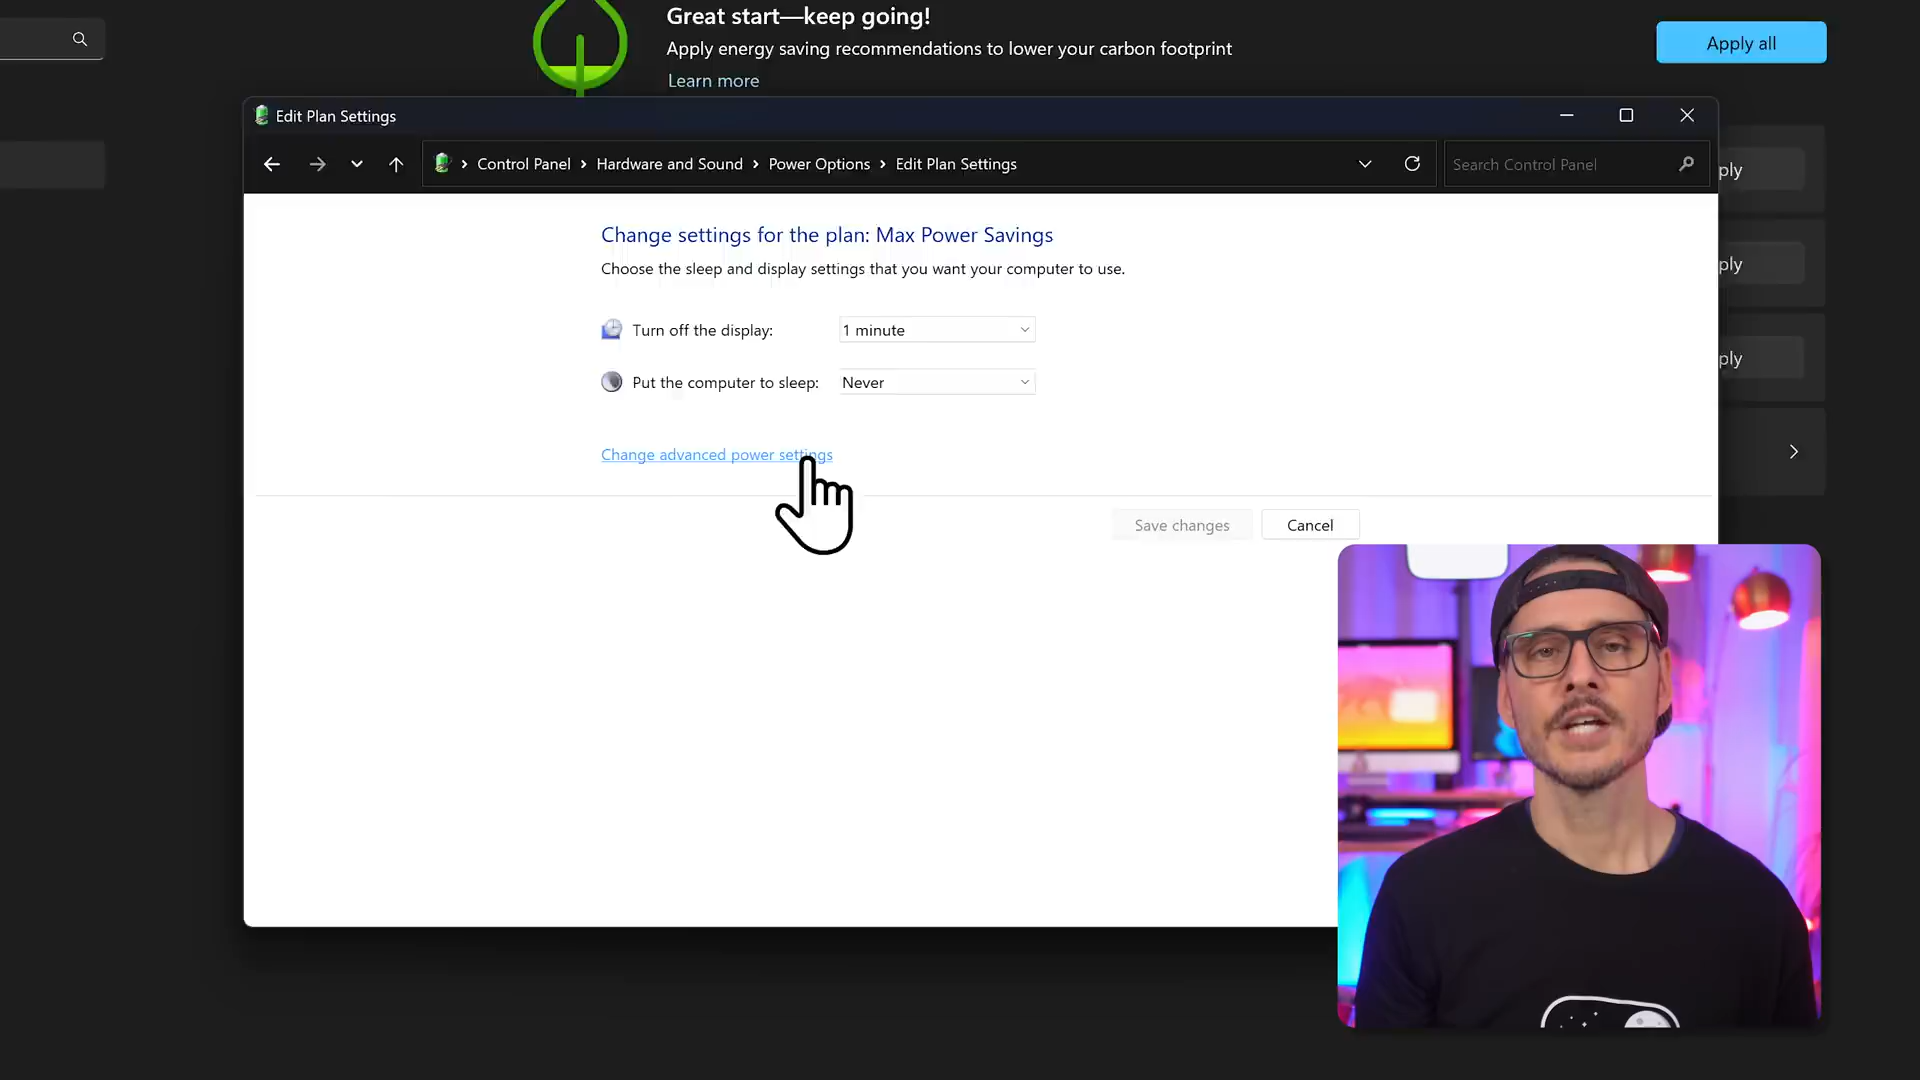 Great start—keep going!
Apply energy saving recommendations to lower your carbon footprint
Learn more
Apply all
Edit Plan Settings
Control Panel > Hardware and Sound > Power Options > Edit Plan Settings
Search Control Panel
ply
Change settings for the plan: Max Power Savings
Choose the sleep and display settings that you want your computer to use.
ply
Turn off the display: 1 minute
ply
Put the computer to sleep: Never
Change advanced power settings
Save changes Cancel